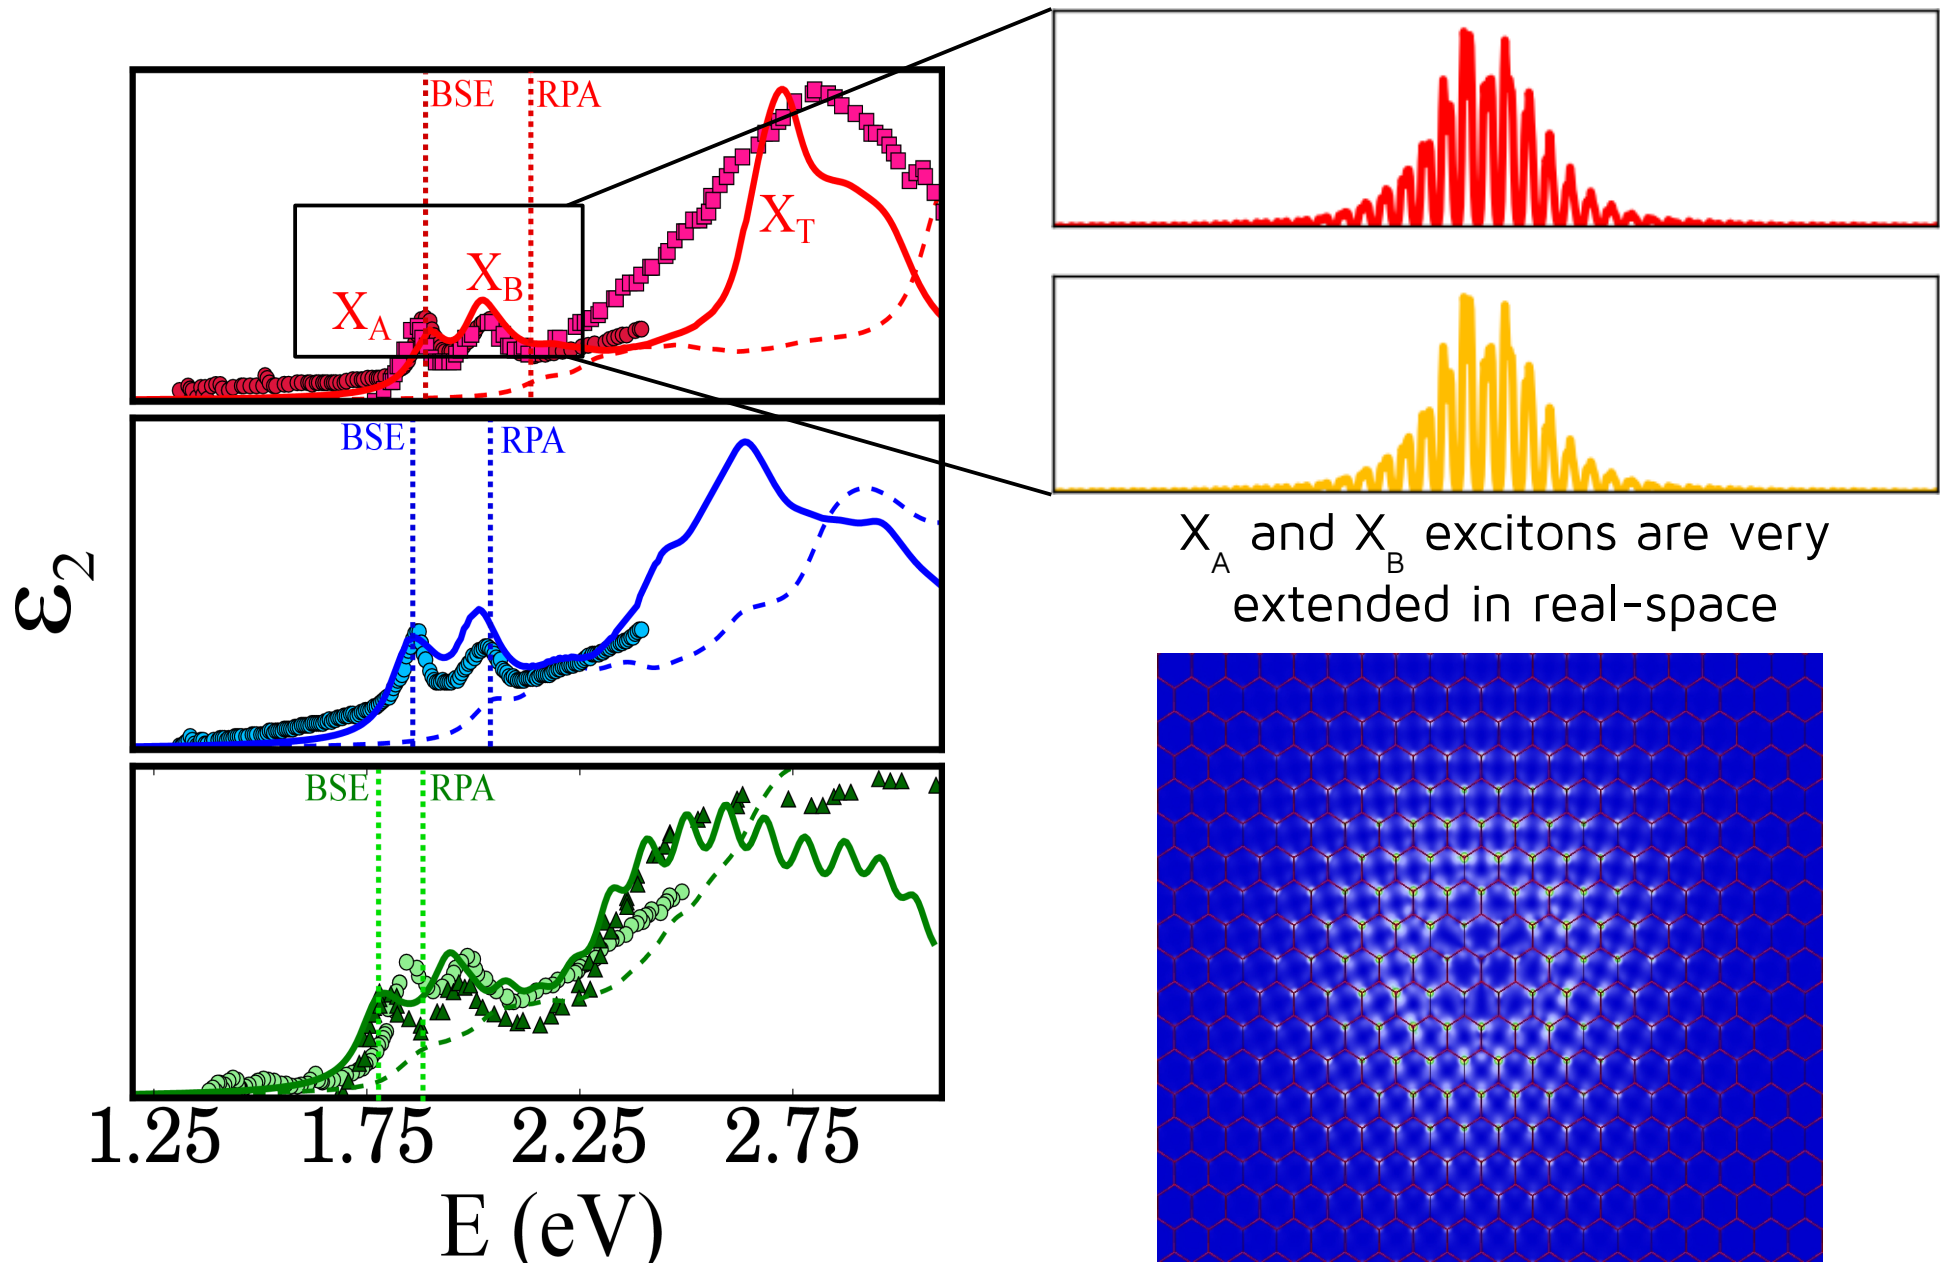 BSE RPA
X_A
X_B
X_T
BSE RPA
BSE RPA
ε₂
1.25 1.75 2.25 2.75
E (eV)
X_A and X_B excitons are very
extended in real-space